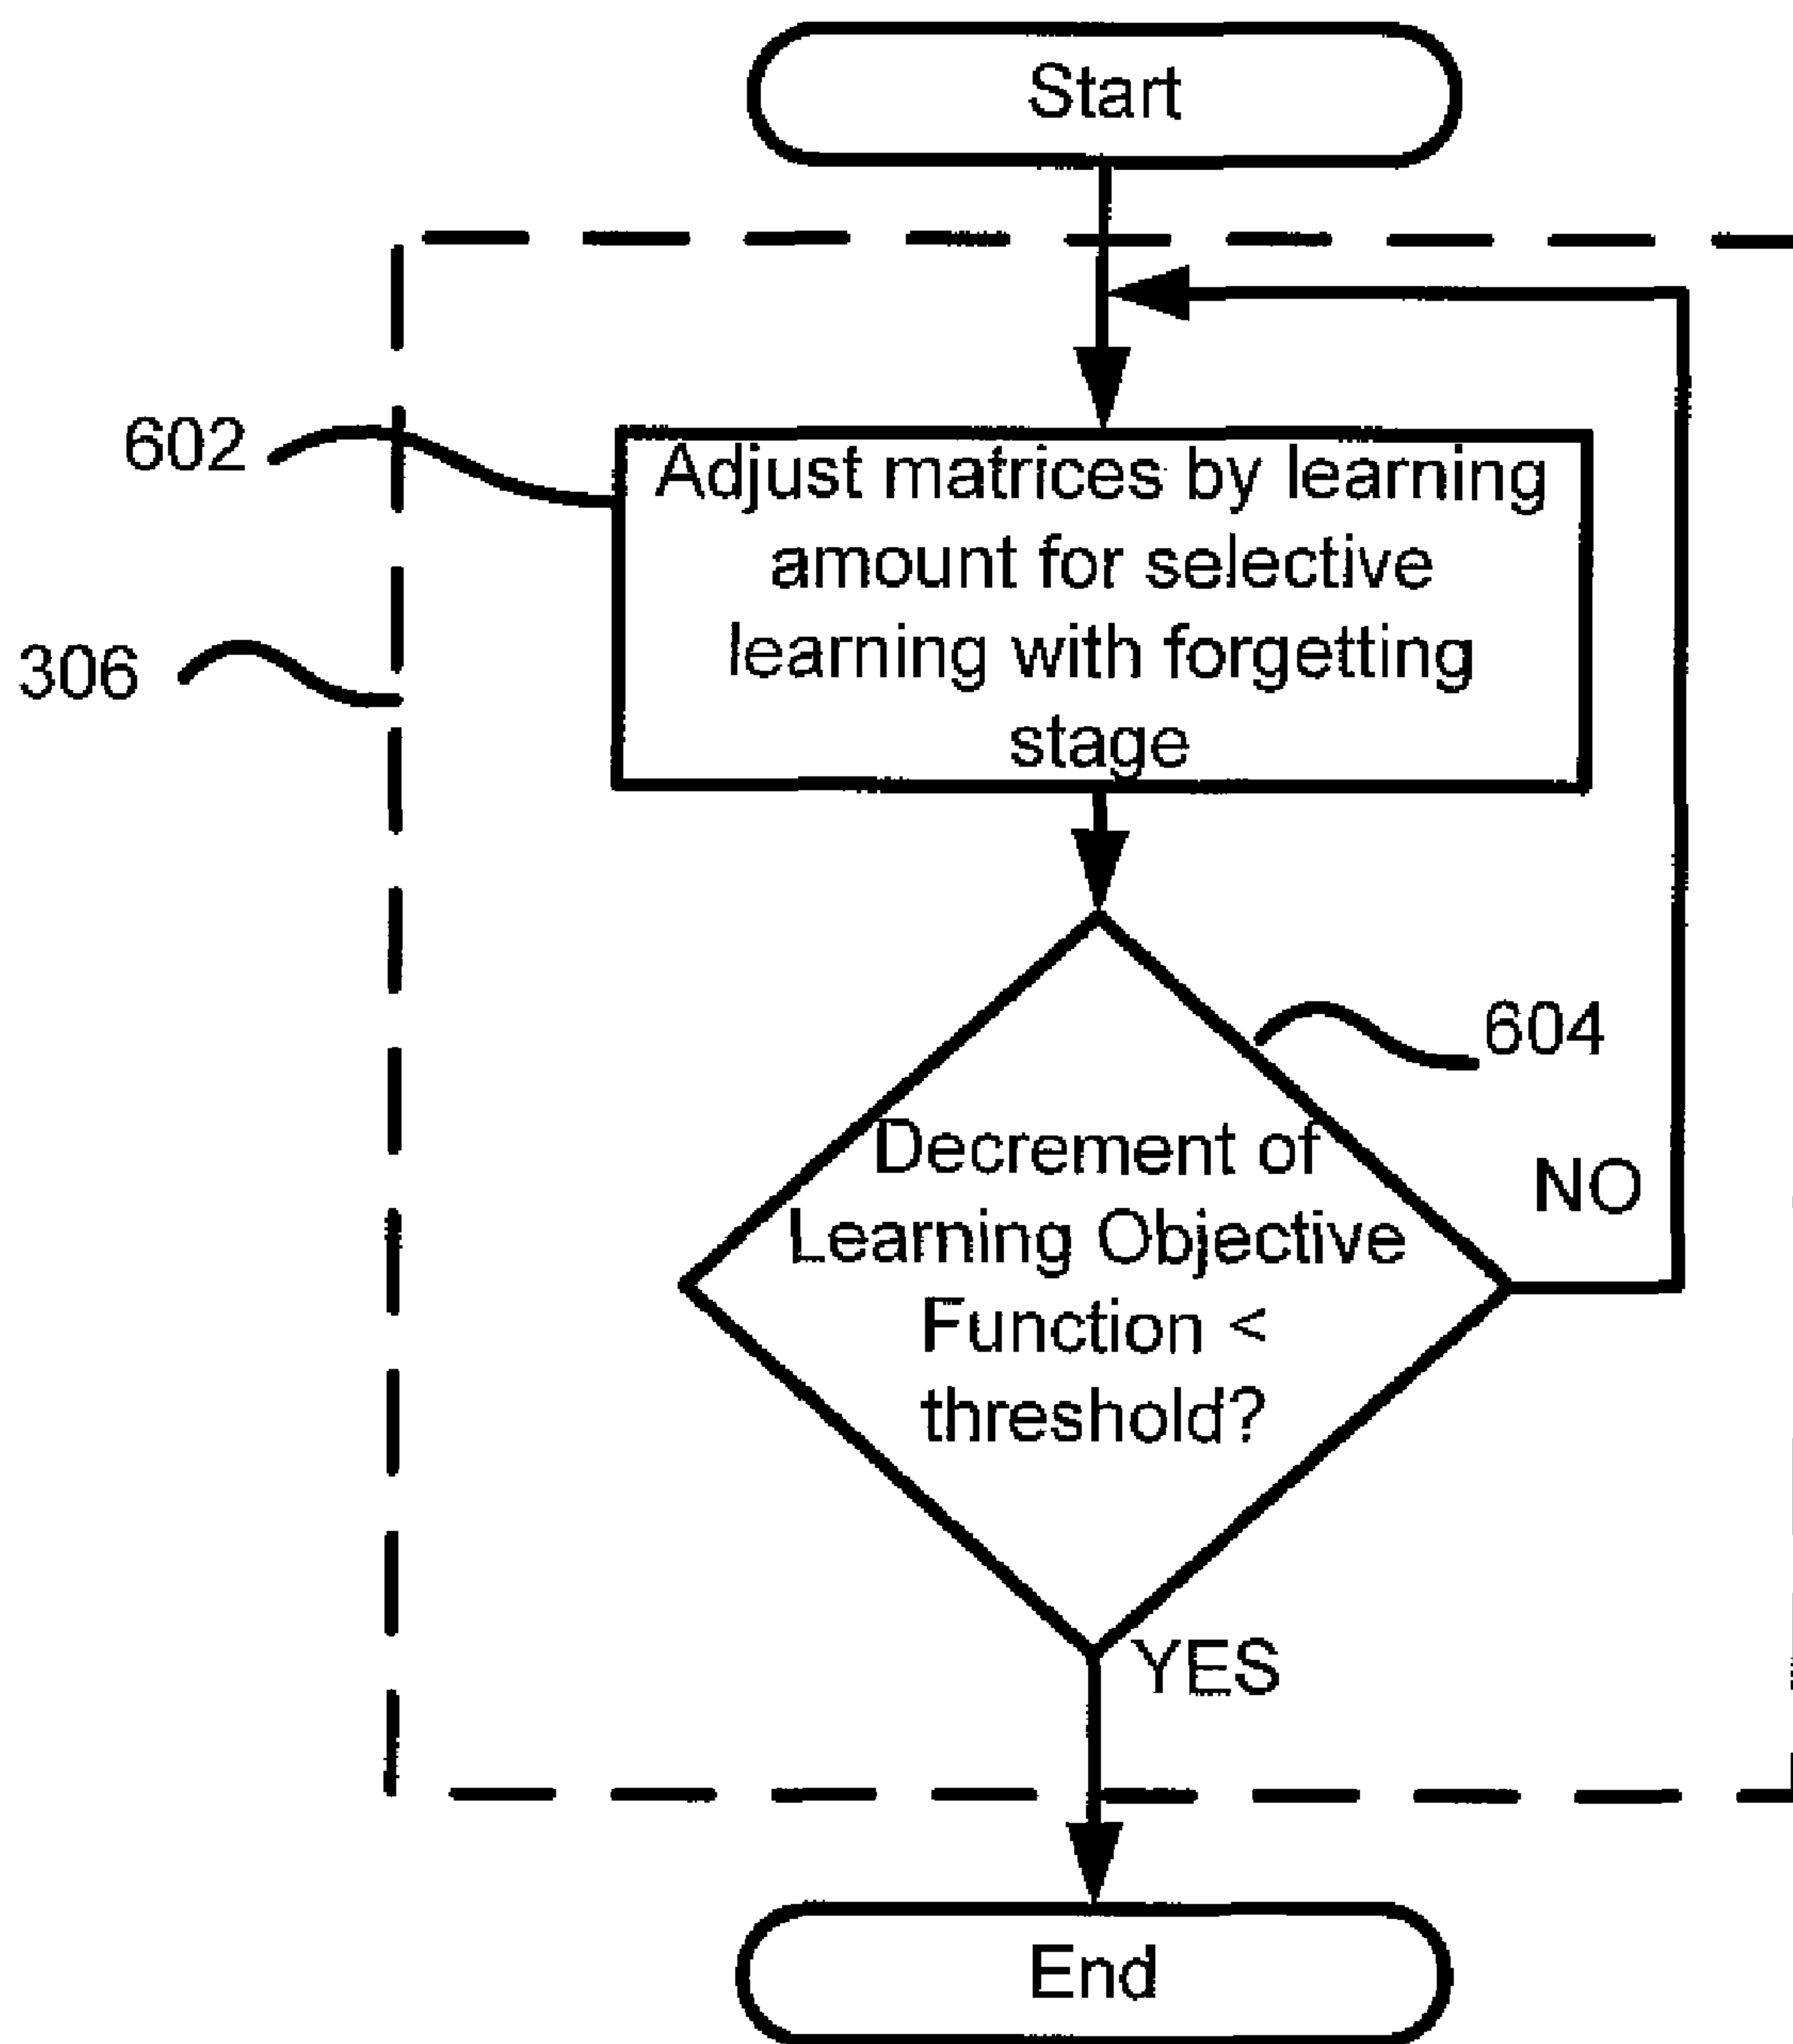 Start
602
Adjust matrices by learning
amount for selective
learning with forgetting
stage
306
604
Decrement of
Learning Objective
Function <
threshold?
NO
YES
End